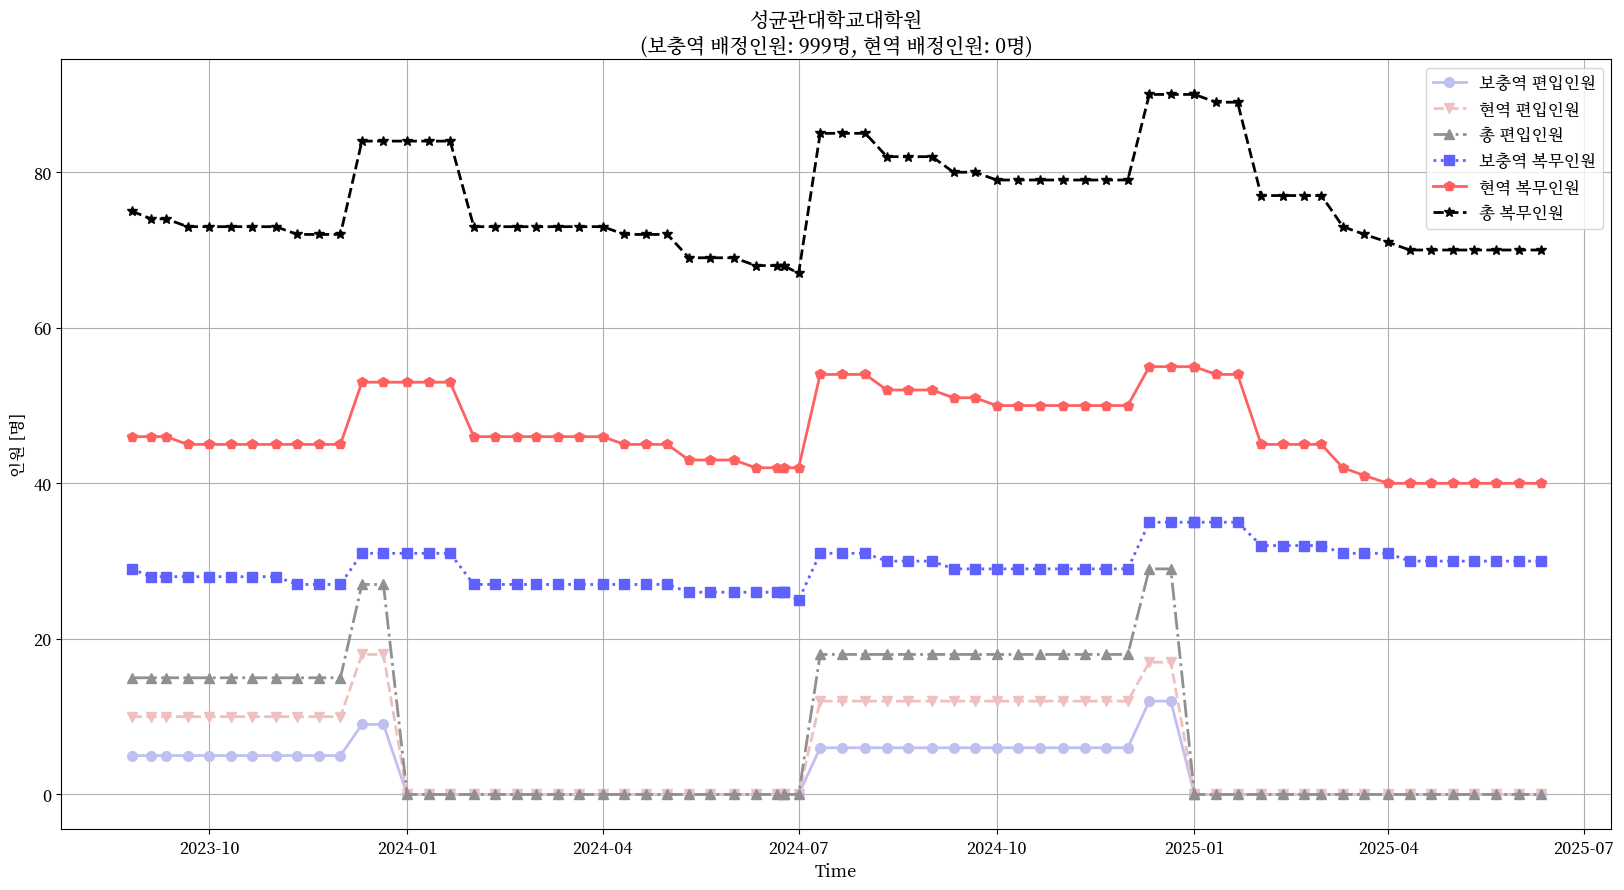 성균관대학교대학원
(보충역 배정인원: 999명, 현역 배정인원: 0명)
보충역 편입인원
현역 편입인원
총 편입인원
보충역 복무인원
현역 복무인원
총 복무인원
인원 [명]
80
60
40
20
0
2023-10
2024-01
2024-04
2024-07
2024-10
2025-01
2025-04
2025-07
Time